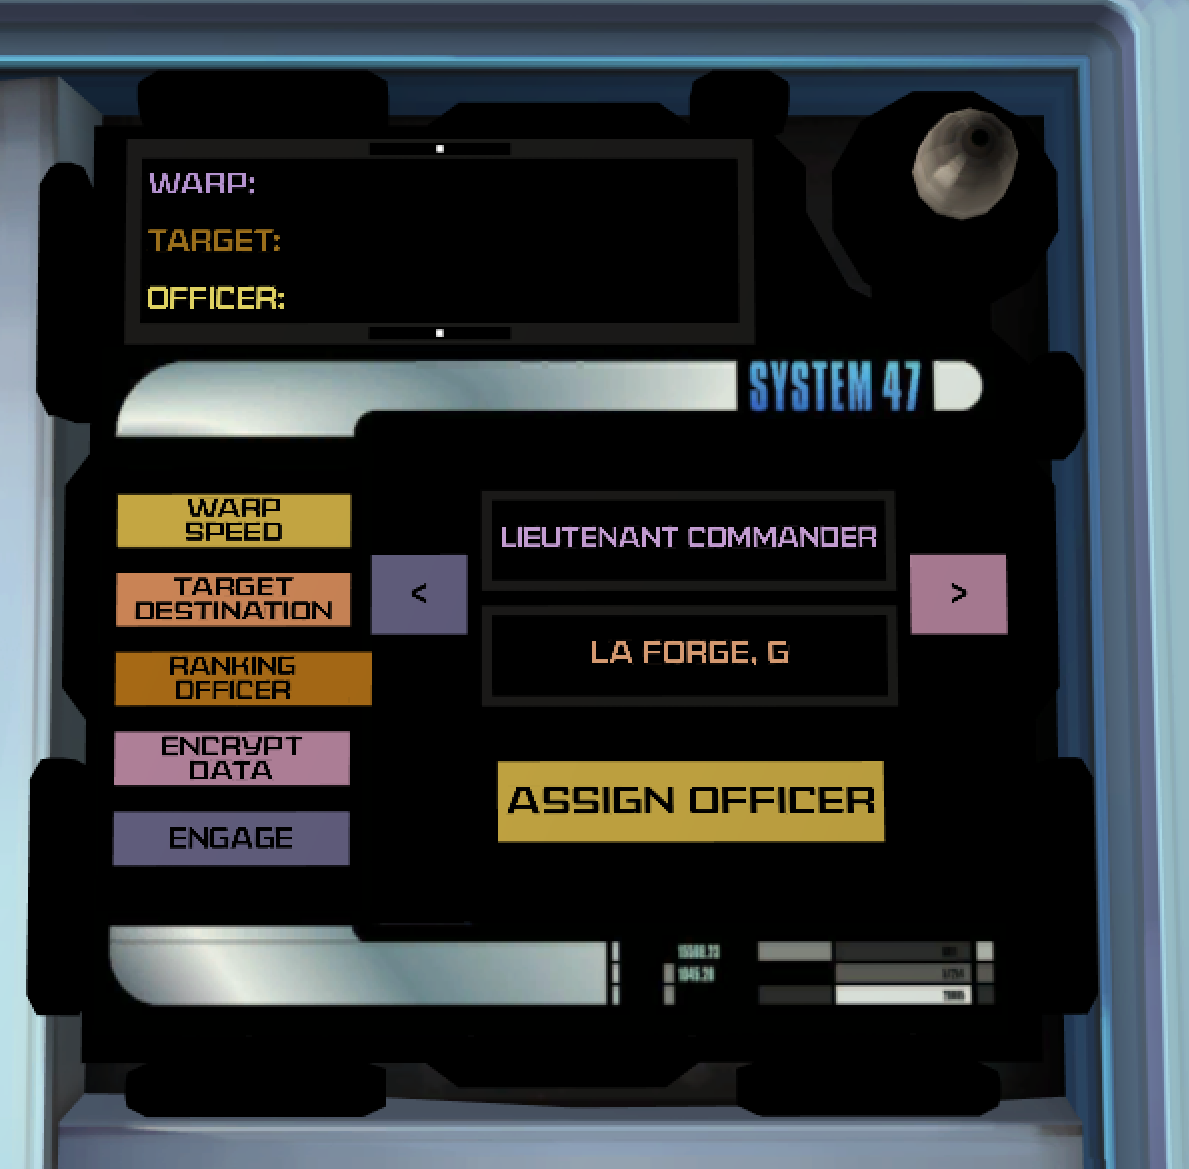 WARP:
TARGET:
OFFICER:
SYSTEM 47
WARP
SPEED
TARGET
DESTINATION
RANKING
OFFICER
ENCRYPT
DATA
ENGAGE
<
LIEUTENANT COMMANDER
LA FORGE, G
>
ASSIGN OFFICER